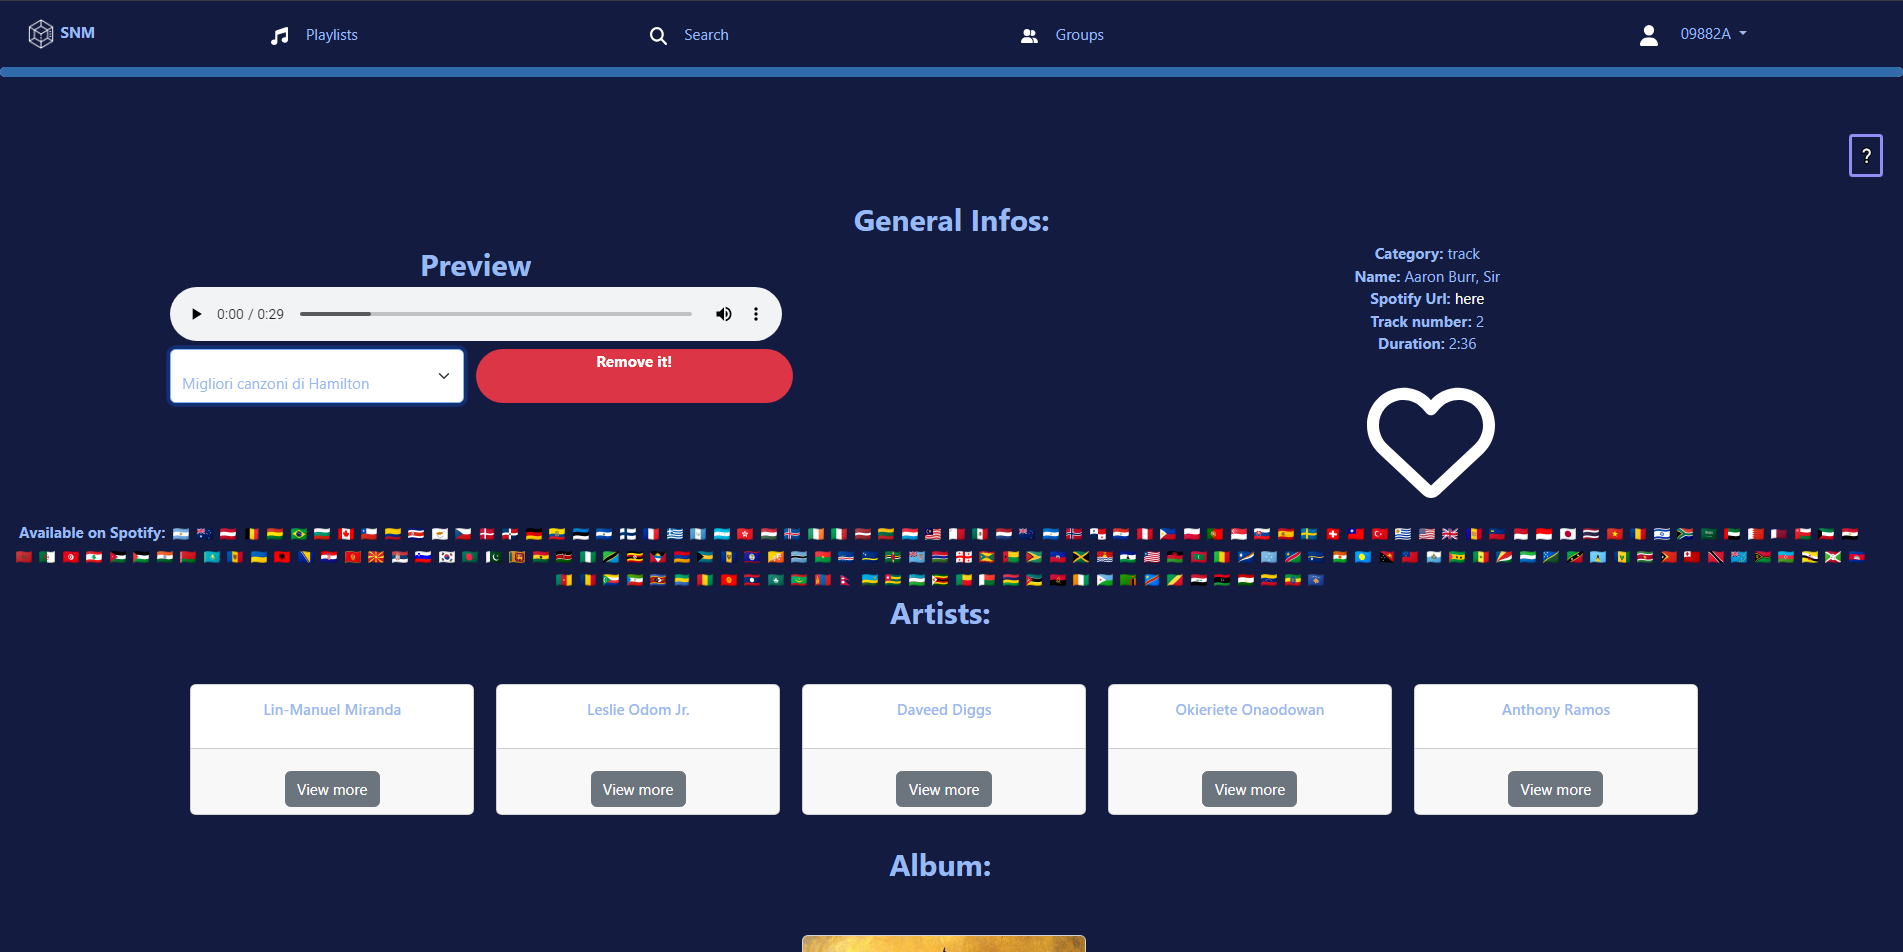 SNM
Playlists
Search
Groups
09882A
?
General Infos:
Preview
0:00 / 0:29
Migliori canzoni di Hamilton
Remove it!
Category: track
Name: Aaron Burr, Sir
Spotify Url: here
Track number: 2
Duration: 2:36
Available on Spotify:
Artists:
Lin-Manuel Miranda
View more
Leslie Odom Jr.
View more
Daveed Diggs
View more
Okieriete Onaodowan
View more
Anthony Ramos
View more
Album: